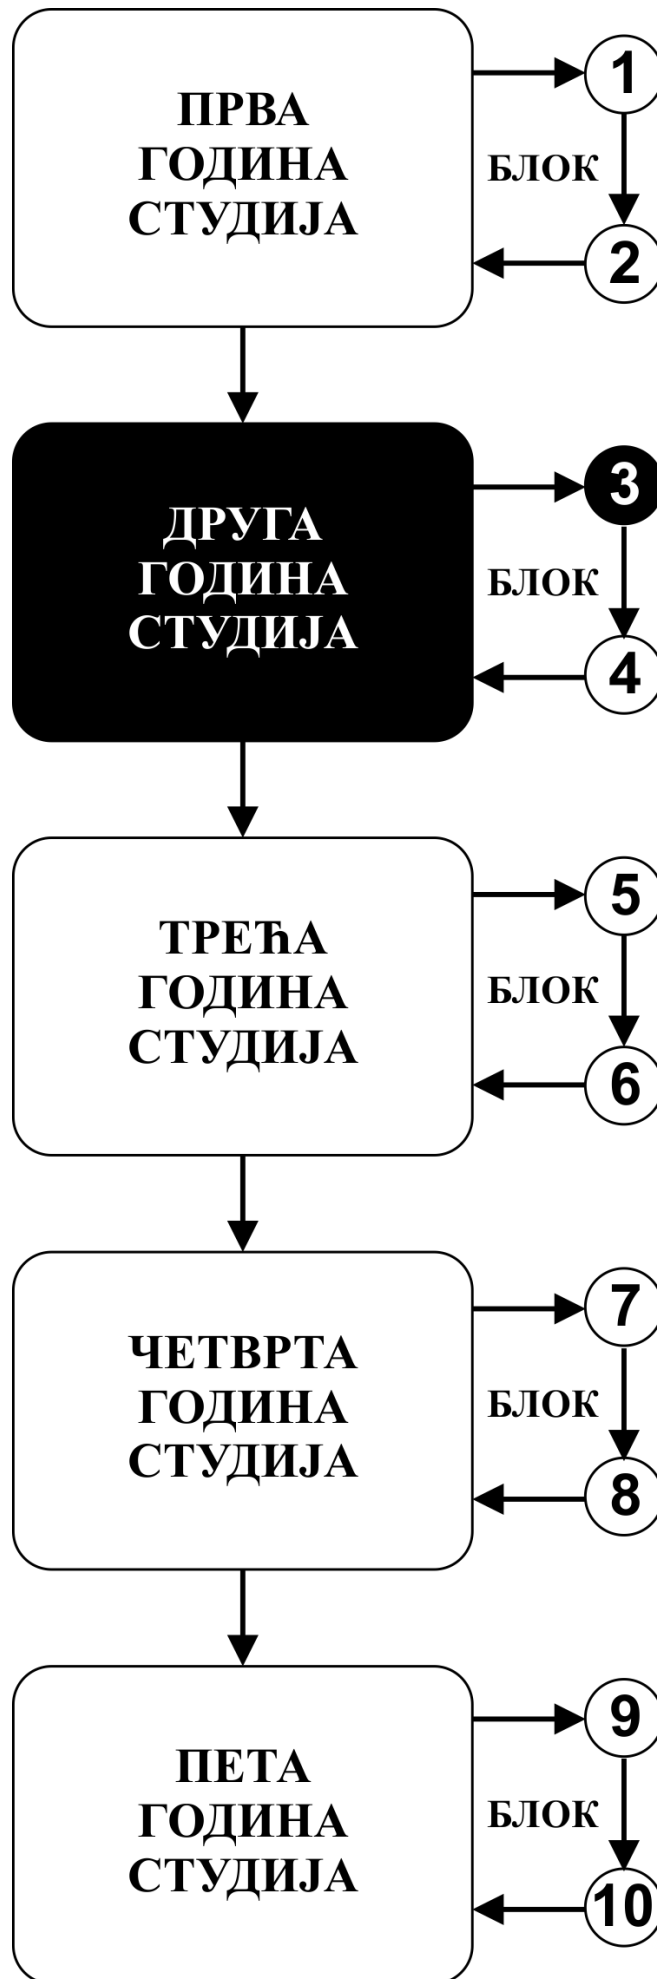 ПРВА
ГОДИНА
СТУДИЈА
1
БЛОК
2
ДРУГА
ГОДИНА
СТУДИЈА
3
БЛОК
4
ТРЕЋА
ГОДИНА
СТУДИЈА
5
БЛОК
6
ЧЕТВРТА
ГОДИНА
СТУДИЈА
7
БЛОК
8
ПЕТА
ГОДИНА
СТУДИЈА
9
БЛОК
10